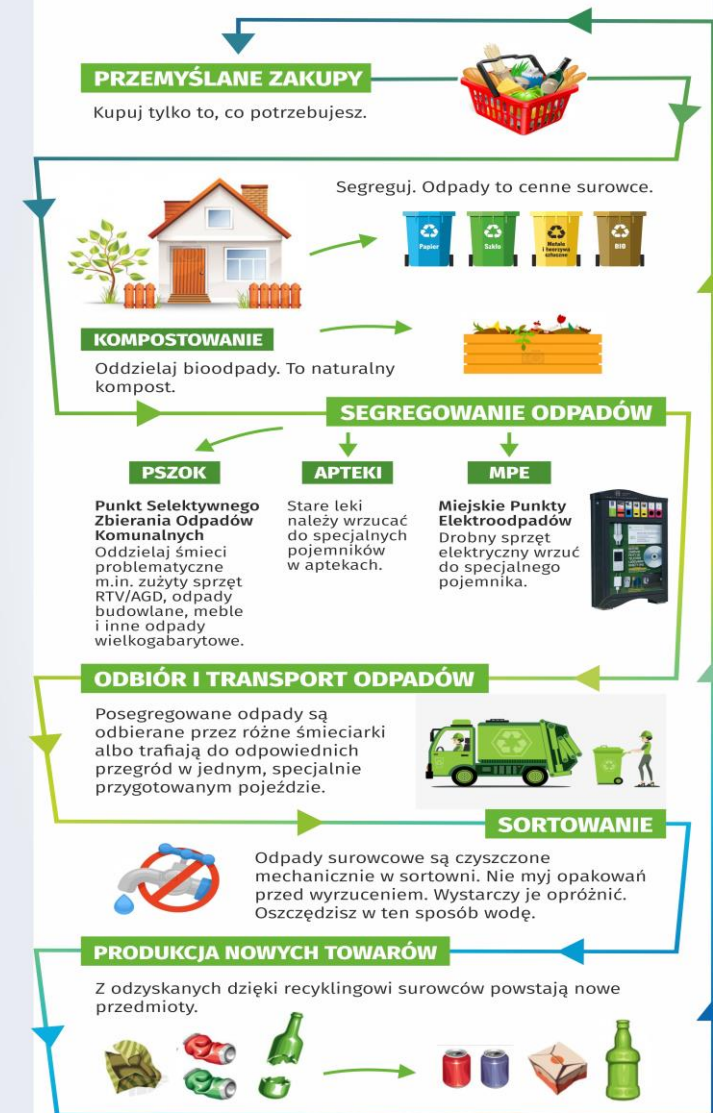 PRZEMYŚLANE ZAKUPY
Kupuj tylko to, co potrzebujesz.
Segreguj. Odpady to cenne surowce.
Papier
Szkło
Metale
i tworzywa
sztuczne
BIO
KOMPOSTOWANIE
Oddzielaj bioodpady. To naturalny
kompost.
SEGREGOWANIE ODPADÓW
PSZOK
Punkt Selektywnego
Zbierania Odpadów
Komunalnych
Oddzielaj śmieci
problematyczne
m.in. zużyty sprzęt
RTV/AGD, odpady
budowlane, meble
i inne odpady
wielkogabarytowe.
APTEKI
Stare leki
należy wrzucać
do specjalnych
pojemników
w aptekach.
MPE
Miejskie Punkty
Elektroodpadów
Drobny sprzęt
elektryczny wrzuć
do specjalnego
pojemnika.
ODBIÓR I TRANSPORT ODPADÓW
Posegregowane odpady są
odbierane przez różne śmieciarki
albo trafiają do odpowiednich
przegród w jednym, specjalnie
przygotowanym pojeździe.
SORTOWANIE
Odpady surowcowe są czyszczone
mechanicznie w sortowni. Nie myj opakowań
przed wyrzuceniem. Wystarczy je opróżnić.
Oszczędzisz w ten sposób wodę.
PRODUKCJA NOWYCH TOWARÓW
Z odzyskanych dzięki recyklingowi surowców powstają nowe
przedmioty.